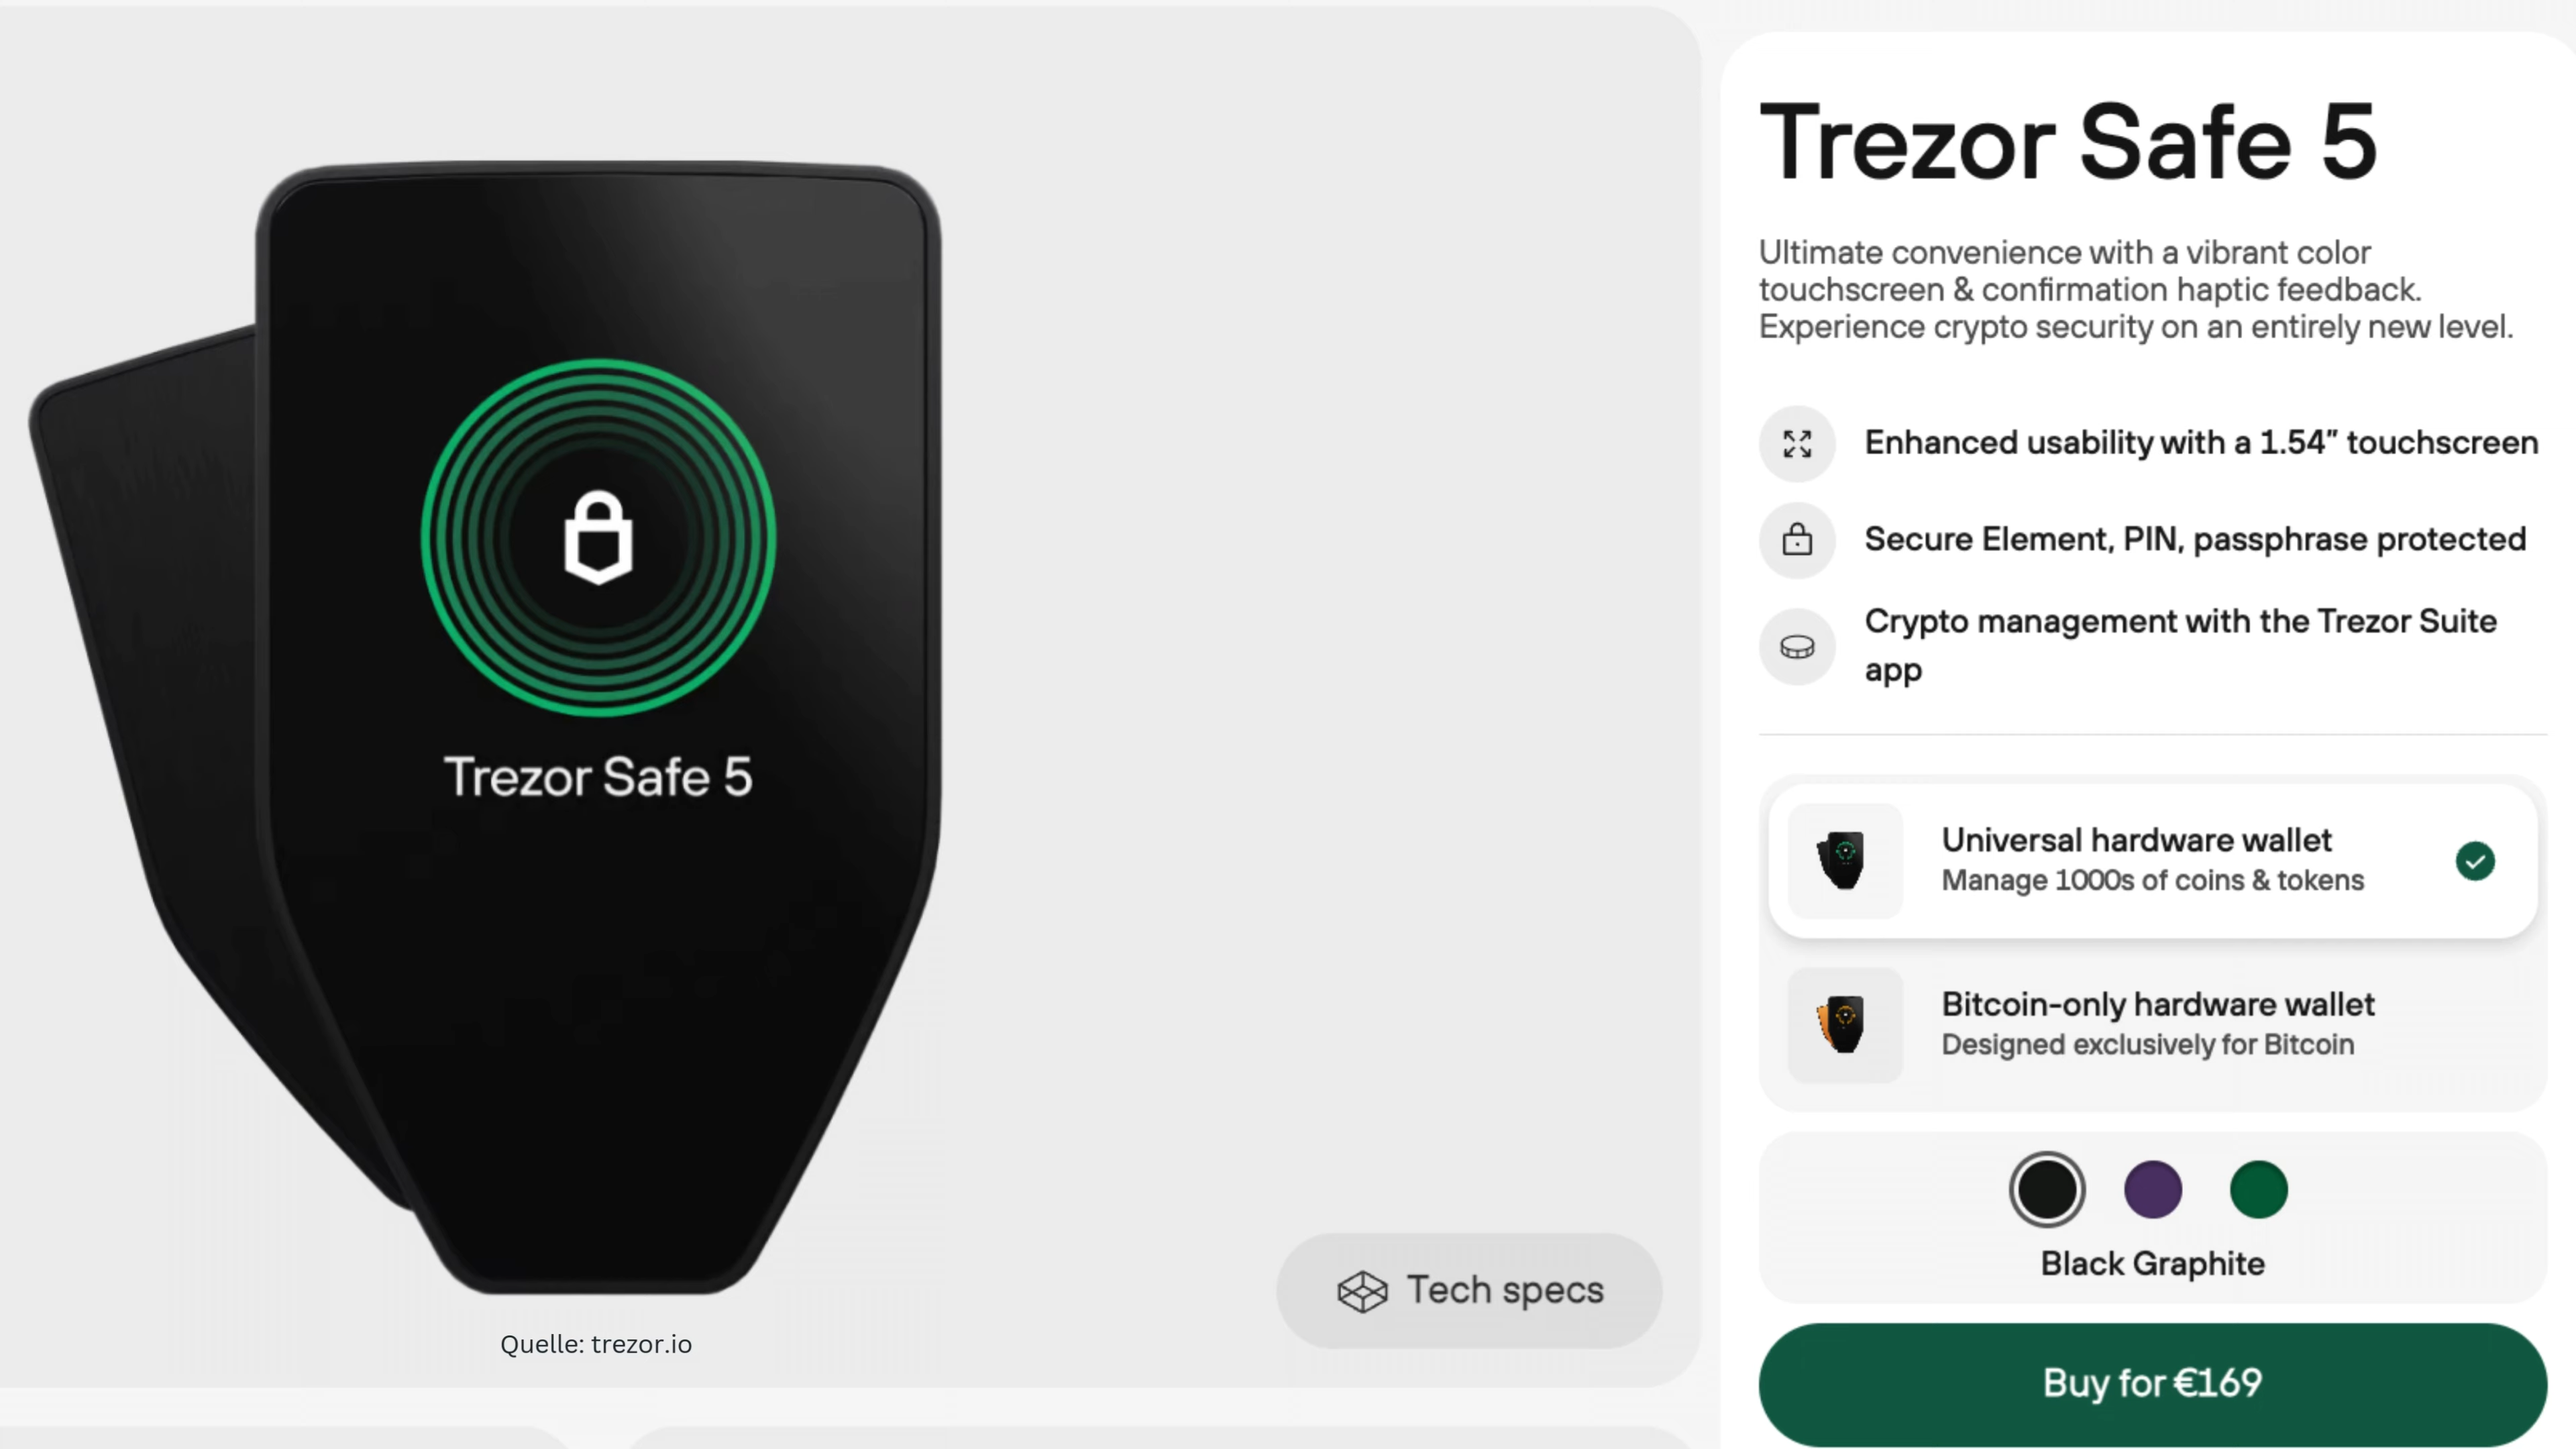 Trezor Safe 5
Quelle: trezor.io
Tech specs
Trezor Safe 5
Ultimate convenience with a vibrant color
touchscreen & confirmation haptic feedback.
Experience crypto security on an entirely new level.
Enhanced usability with a 1.54″ touchscreen
Secure Element, PIN, passphrase protected
Crypto management with the Trezor Suite
app
Universal hardware wallet
Manage 1000s of coins & tokens
Bitcoin-only hardware wallet
Designed exclusively for Bitcoin
Black Graphite
Buy for €169